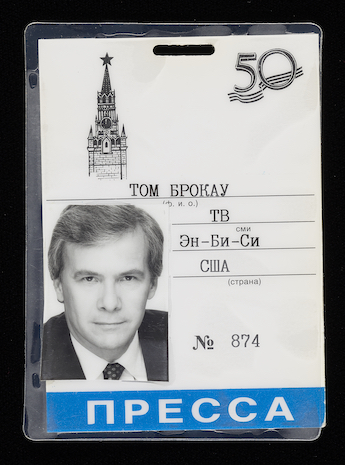 50
ТОМ БРОКАУ
(ф. и. о.)
ТВ
сми
Эн-Би-Си
США
(страна)
№ 874
ПРЕССА